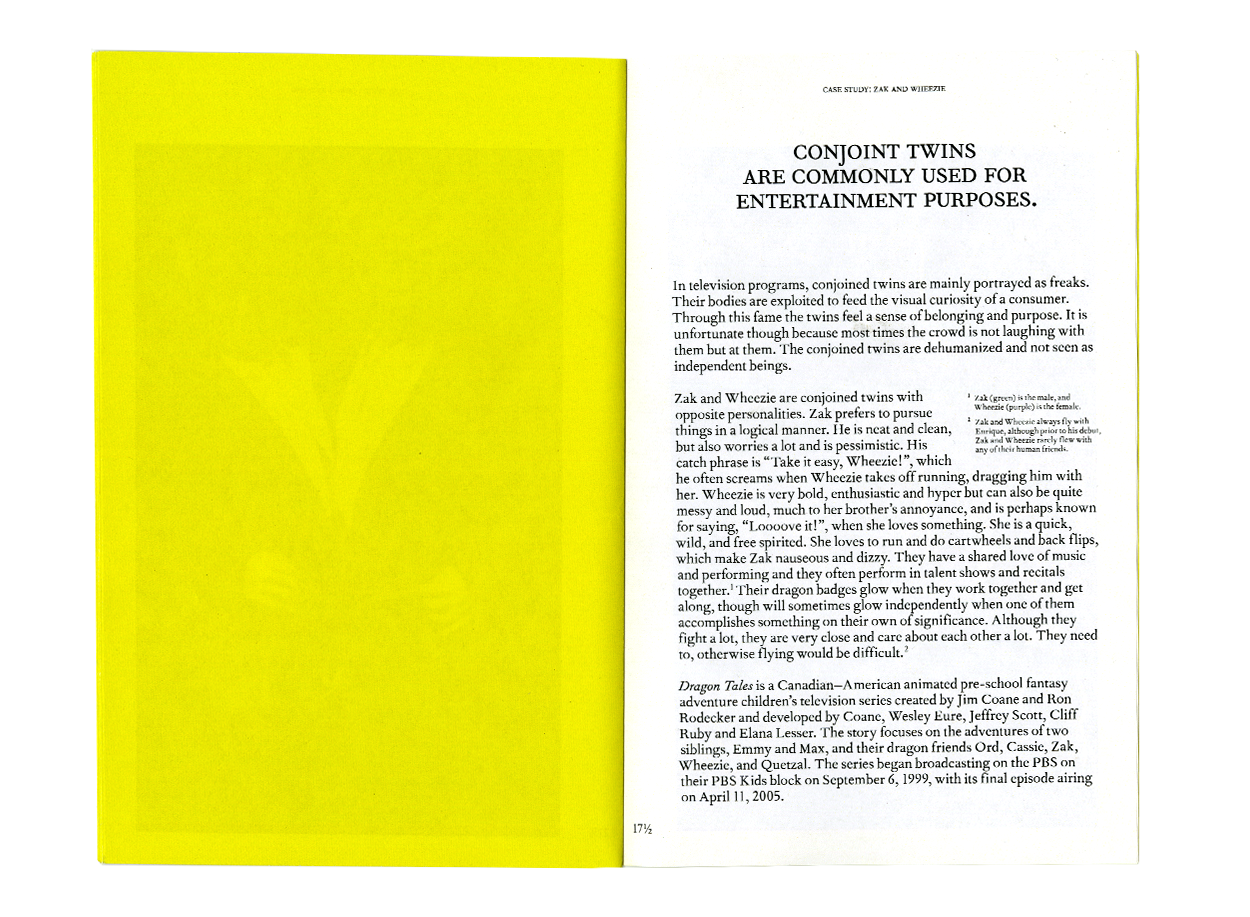 CASE STUDY: ZAK AND WHEEZIE
CONJOINT TWINS
ARE COMMONLY USED FOR
ENTERTAINMENT PURPOSES.
In television programs, conjoined twins are mainly portrayed as freaks.
Their bodies are exploited to feed the visual curiosity of a consumer.
Through this fame the twins feel a sense of belonging and purpose. It is
unfortunate though because most times the crowd is not laughing with
them but at them. The conjoined twins are dehumanized and not seen as
independent beings.
Zak and Wheezie are conjoined twins with
opposite personalities. Zak prefers to pursue
things in a logical manner. He is neat and clean,
but also worries a lot and is pessimistic. His
catch phrase is “Take it easy, Wheezie!”, which
he often screams when Wheezie takes off running, dragging him with
her. Wheezie is very bold, enthusiastic and hyper but can also be quite
messy and loud, much to her brother’s annoyance, and is perhaps known
for saying, “Loooove it!”, when she loves something. She is a quick,
wild, and free spirited. She loves to run and do cartwheels and back flips,
which make Zak nauseous and dizzy. They have a shared love of music
and performing and they often perform in talent shows and recitals
together.¹ Their dragon badges glow when they work together and get
along, though will sometimes glow independently when one of them
accomplishes something on their own of significance. Although they
fight a lot, they are very close and care about each other a lot. They need
to, otherwise flying would be difficult.²
¹ Zak (green) is the male, and
Wheezie (purple) is the female.
² Zak and Wheezie always fly with
Enrique, although prior to his debut,
Zak and Wheezie rarely flew with
any of their human friends.
Dragon Tales is a Canadian–American animated pre-school fantasy
adventure children’s television series created by Jim Coane and Ron
Rodecker and developed by Coane, Wesley Eure, Jeffrey Scott, Cliff
Ruby and Elana Lesser. The story focuses on the adventures of two
siblings, Emmy and Max, and their dragon friends Ord, Cassie, Zak,
Wheezie, and Quetzal. The series began broadcasting on the PBS on
their PBS Kids block on September 6, 1999, with its final episode airing
on April 11, 2005.
17½